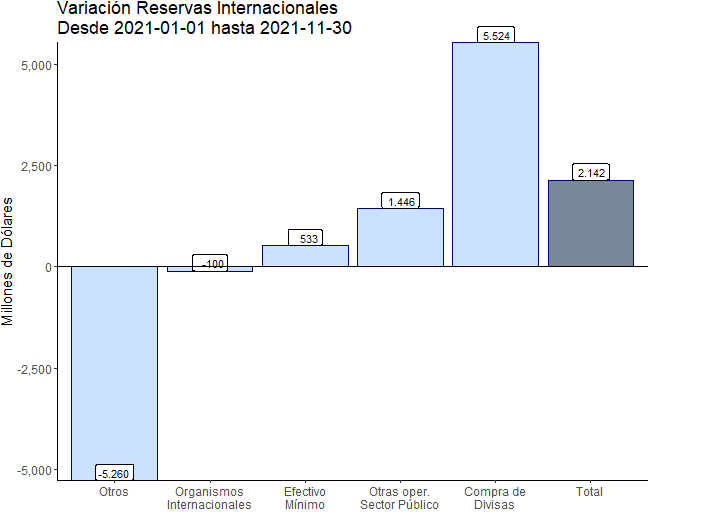 Variación Reservas Internacionales
Desde 2021-01-01 hasta 2021-11-30
Millones de Dólares
5,000
2,500
0
-2,500
-5,000
-5.260
-100
533
1.446
5.524
2.142
Otros
Organismos
Internacionales
Efectivo
Mínimo
Otras oper.
Sector Público
Compra de
Divisas
Total